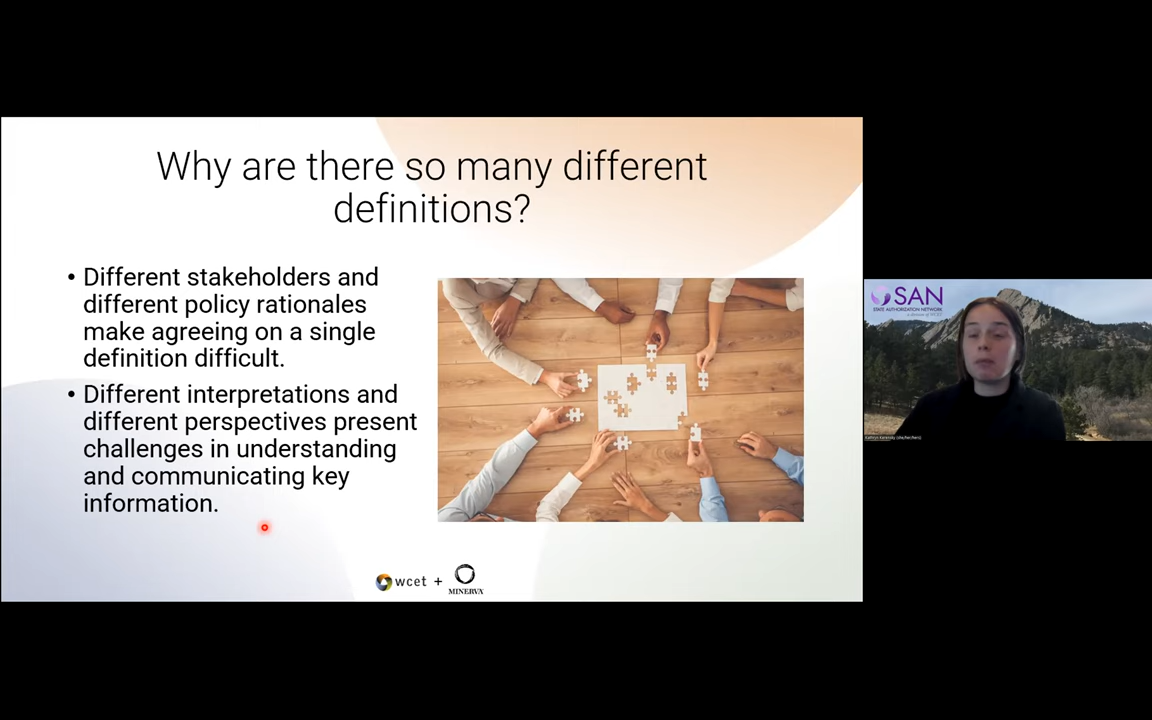 Why are there so many different
definitions?
• Different stakeholders and
different policy rationales
make agreeing on a single
definition difficult.
• Different interpretations and
different perspectives present
challenges in understanding
and communicating key
information.
wcet + MINERVA
SAN
STATE AUTHORIZATION NETWORK